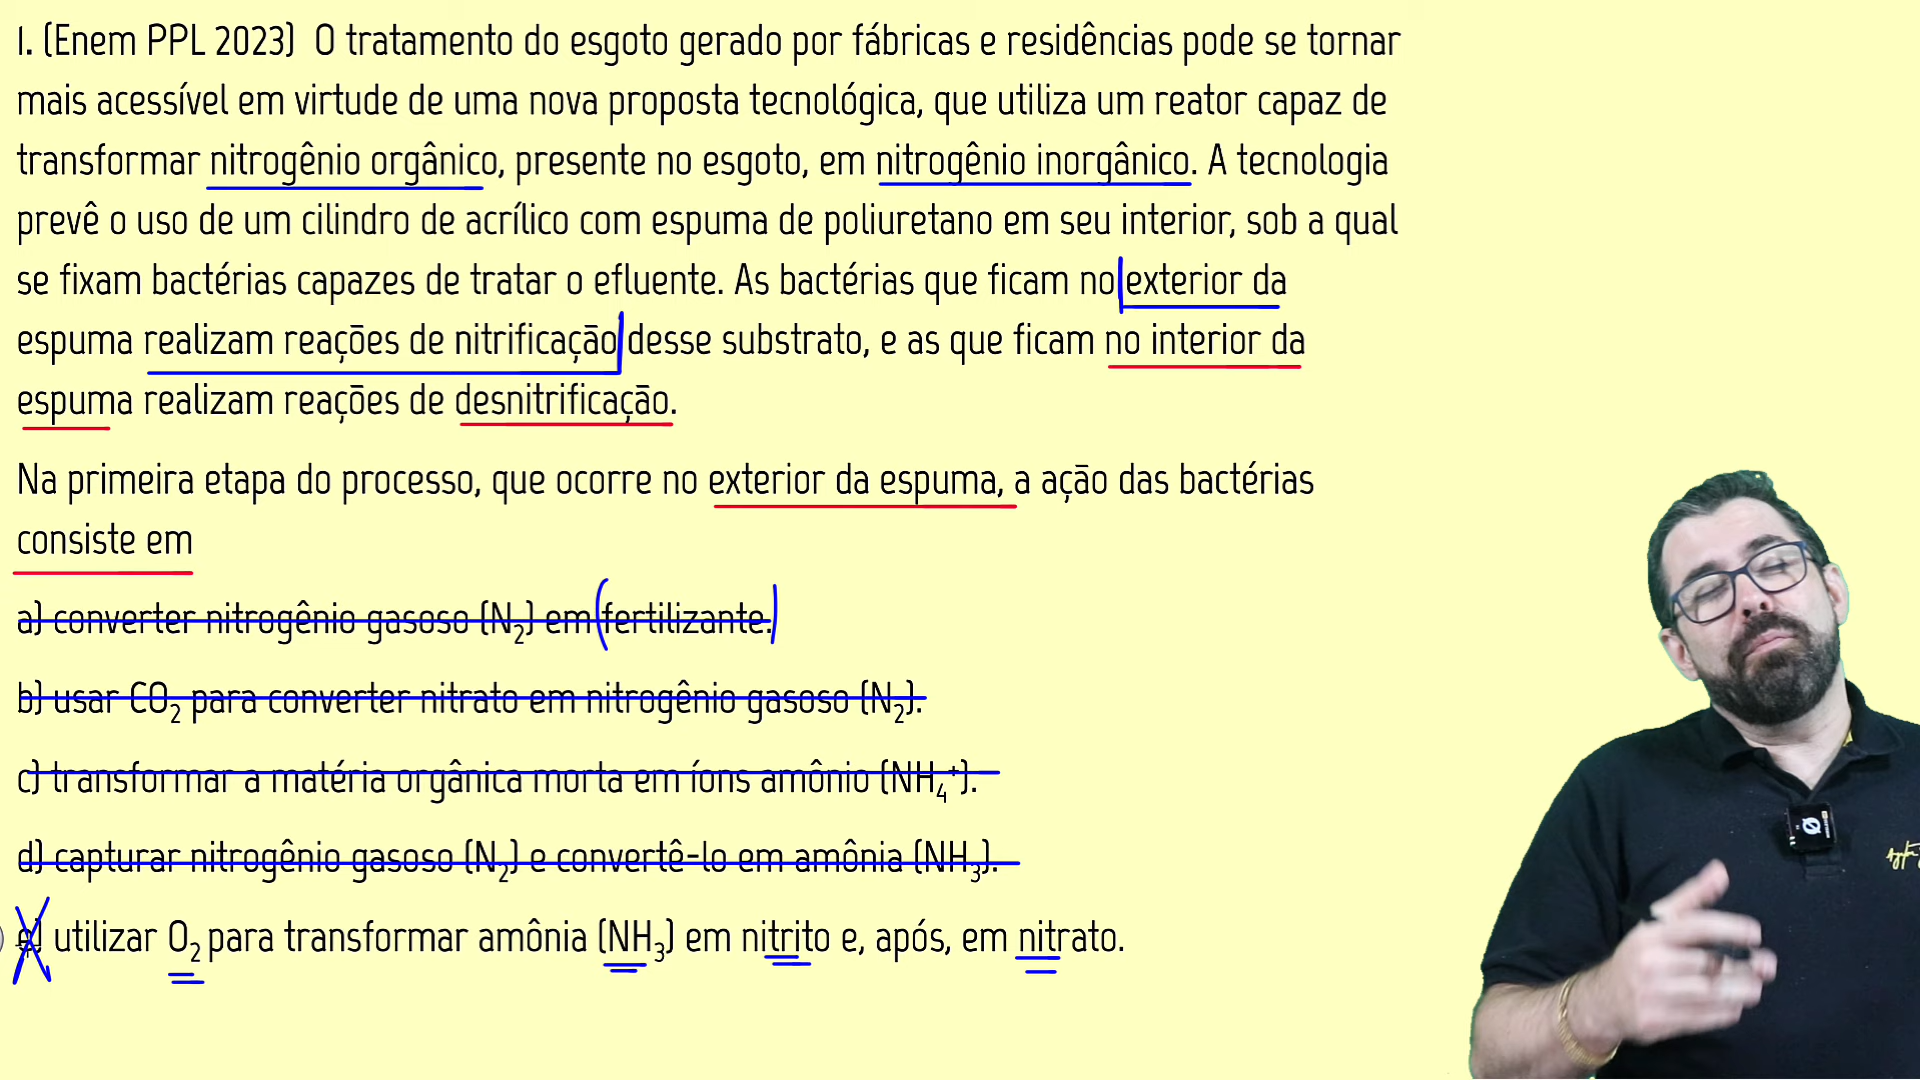 1. (Enem PPL 2023) O tratamento do esgoto gerado por fábricas e residências pode se tornar
mais acessível em virtude de uma nova proposta tecnológica, que utiliza um reator capaz de
transformar nitrogênio orgânico, presente no esgoto, em nitrogênio inorgânico. A tecnologia
prevê o uso de um cilindro de acrílico com espuma de poliuretano em seu interior, sob a qual
se fixam bactérias capazes de tratar o efluente. As bactérias que ficam no exterior da
espuma realizam reações de nitrificação desse substrato, e as que ficam no interior da
espuma realizam reações de desnitrificação.
Na primeira etapa do processo, que ocorre no exterior da espuma, a ação das bactérias
consiste em
a) converter nitrogênio gasoso (N₂) em fertilizante.
b) usar CO₂ para converter nitrato em nitrogênio gasoso (N₂).
c) transformar a matéria orgânica morta em íons amônio (NH₄⁺).
d) capturar nitrogênio gasoso (N₂) e convertê-lo em amônia (NH₃).
e) utilizar O₂ para transformar amônia (NH₃) em nitrito e, após, em nitrato.